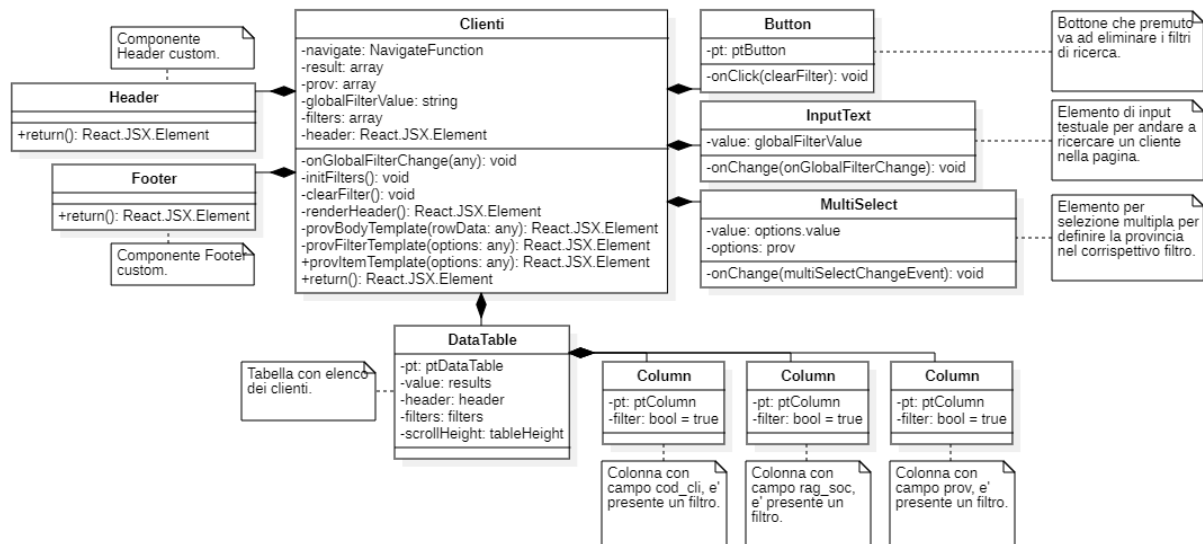 Componente
Header custom.
Header
+return(): React.JSX.Element
Footer
+return(): React.JSX.Element
Componente Footer
custom.
Clienti
-navigate: NavigateFunction
-result: array
-prov: array
-globalFilterValue: string
-filters: array
-header: React.JSX.Element
-onGlobalFilterChange(any): void
-initFilters(): void
-clearFilter(): void
-renderHeader(): React.JSX.Element
-provBodyTemplate(rowData: any): React.JSX.Element
-provFilterTemplate(options: any): React.JSX.Element
+provItemTemplate(options: any): React.JSX.Element
+return(): React.JSX.Element
Button
-pt: ptButton
-onClick(clearFilter): void
Bottone che premuto
va ad eliminare i filtri
di ricerca.
InputText
-value: globalFilterValue
-onChange(onGlobalFilterChange): void
Elemento di input
testuale per andare a
ricercare un cliente
nella pagina.
MultiSelect
-value: options.value
-options: prov
-onChange(multiSelectChangeEvent): void
Elemento per
selezione multipla per
definire la provincia
nel corrispettivo filtro.
Tabella con elenco
dei clienti.
DataTable
-pt: ptDataTable
-value: results
-header: header
-filters: filters
-scrollHeight: tableHeight
Column
-pt: ptColumn
-filter: bool = true
Colonna con
campo cod_cli, e'
presente un filtro.
Column
-pt: ptColumn
-filter: bool = true
Colonna con
campo rag_soc,
e' presente un
filtro.
Column
-pt: ptColumn
-filter: bool = true
Colonna con
campo prov, e'
presente un filtro.